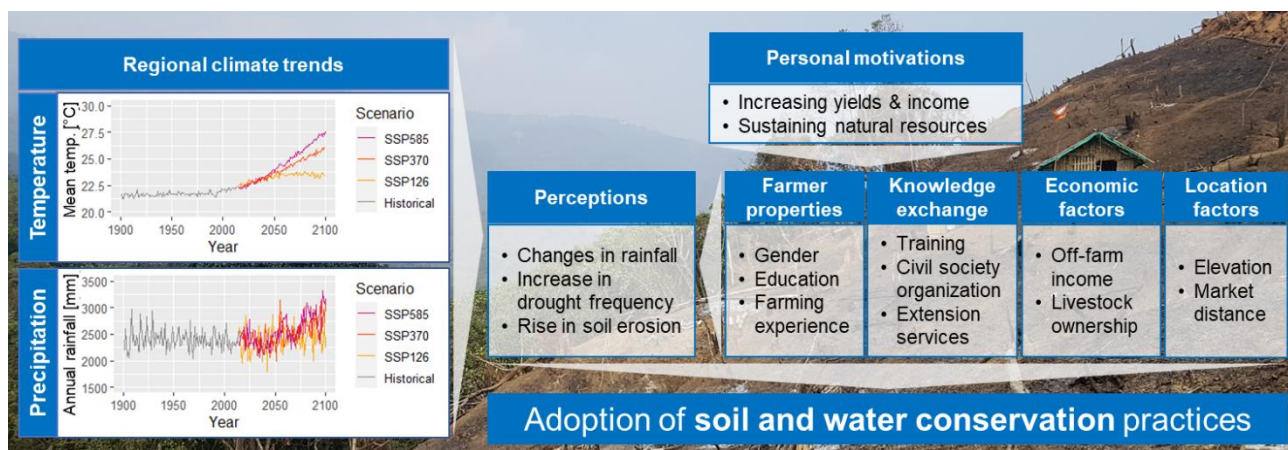 Regional climate trends
Temperature
Mean temp. [°C]
30.0
27.5
25.0
22.5
20.0
1900
1950
2000
2050
2100
Year
Scenario
SSP585
SSP370
SSP126
Historical
Precipitation
Annual rainfall [mm]
3500
3000
2500
2000
1500
1900
1950
2000
2050
2100
Year
Scenario
SSP585
SSP370
SSP126
Historical
Personal motivations
• Increasing yields & income
• Sustaining natural resources
Perceptions
• Changes in rainfall
• Increase in
drought frequency
• Rise in soil erosion
Farmer
properties
• Gender
• Education
• Farming
experience
Knowledge
exchange
• Training
• Civil society
organization
• Extension
services
Economic
factors
• Off-farm
income
• Livestock
ownership
Location
factors
• Elevation
• Market
distance
Adoption of soil and water conservation practices